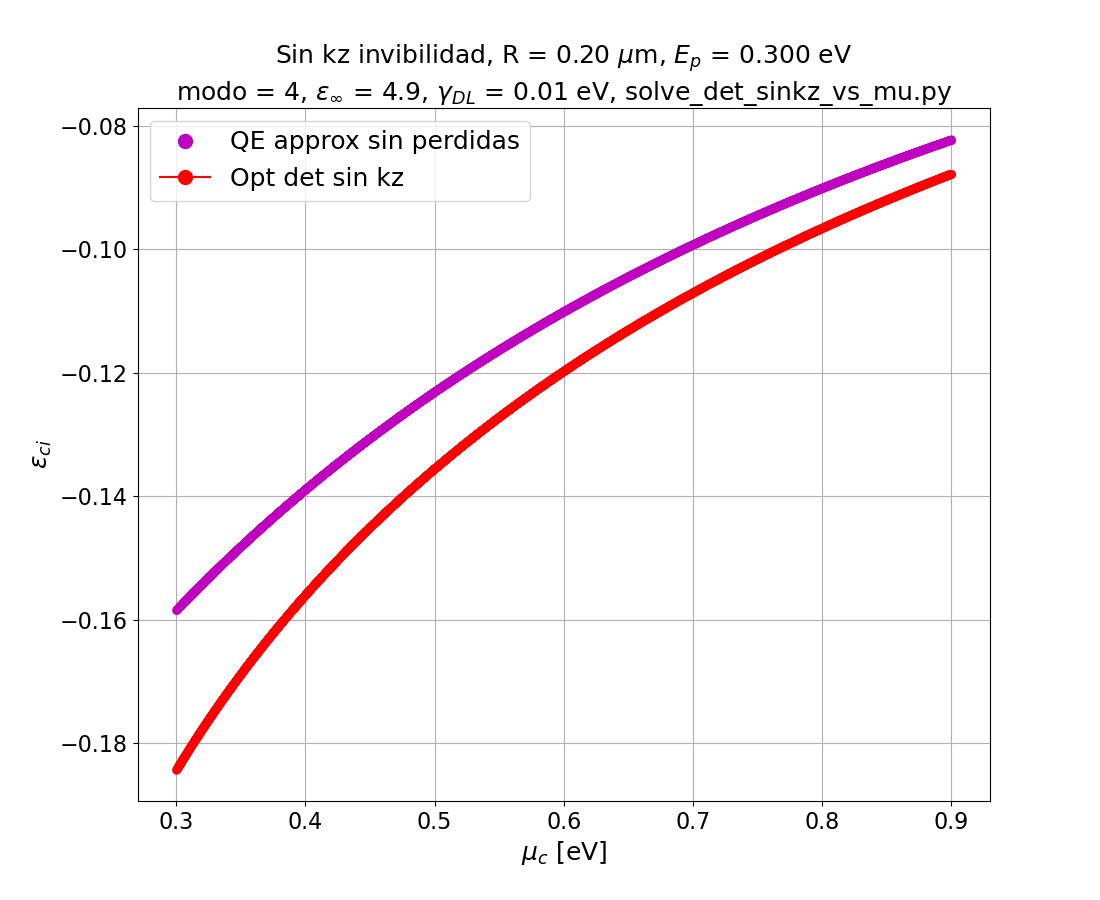 Sin kz invibilidad, R = 0.20 μm, E_p = 0.300 eV
modo = 4, ε_∞ = 4.9, γ_DL = 0.01 eV, solve_det_sinkz_vs_mu.py
QE approx sin perdidas
Opt det sin kz
−0.08
−0.10
−0.12
−0.14
−0.16
−0.18
ε_ci
0.3 0.4 0.5 0.6 0.7 0.8 0.9
μ_c [eV]